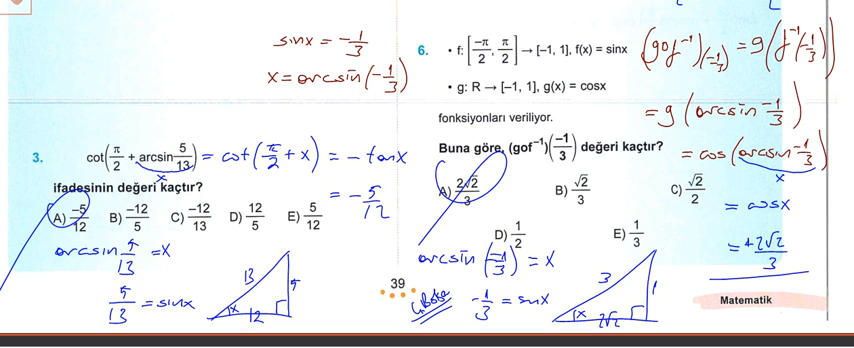 3. cot(π/2 + arcsin 5/13) = cot(π/2 + x) = - tanx
x
= -5/12
ifadesinin değeri kaçtır?
A) -5/12 B) -12/5 C) -12/13 D) 12/5 E) 5/12
arcsin 5/13 = x
5/13 = sinx
13
5
x
12
sinx = -1/3
x = arcsin(-1/3)
6. • f: [-π/2, π/2] → [-1, 1], f(x) = sinx
• g: R → [-1, 1], g(x) = cosx
fonksiyonları veriliyor.
Buna göre, (gof⁻¹)(-1/3) değeri kaçtır?
A) 2√2/3 B) √2/3 C) √2/2
D) 1/2 E) 1/3
(gof⁻¹)(-1/3) = g(f⁻¹(-1/3))
= g(arcsin -1/3)
= cos(arcsin -1/3)
x
= cosx
= +2√2/3
arcsin(-1/3) = x
-1/3 = sinx
4. Bölge
3
1
x
2√2
39
Matematik